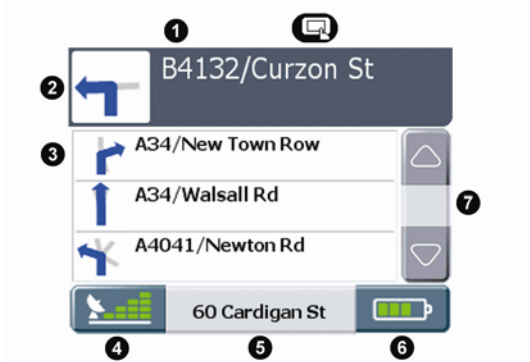 1
B4132/Curzon St
2
3
A34/New Town Row
A34/Walsall Rd
7
A4041/Newton Rd
60 Cardigan St
4
5
6